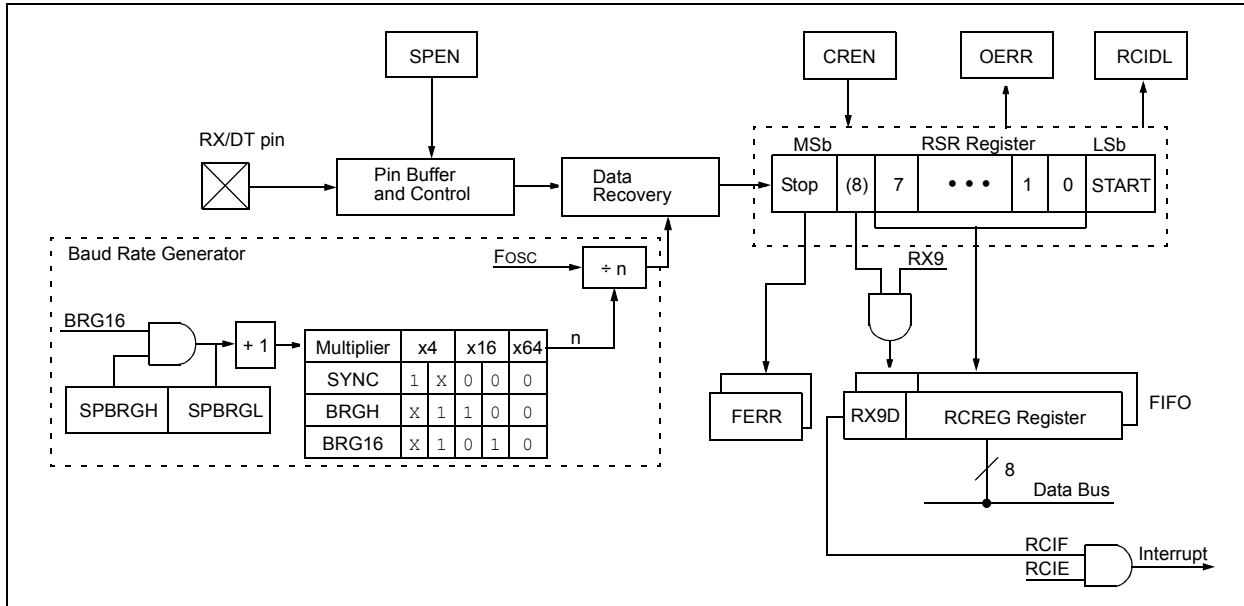 SPEN
CREN
OERR
RCIDL
RX/DT pin
Pin Buffer
and Control
Data
Recovery
MSb
RSR Register
LSb
Stop (8) 7 • • • 1 0 START
Baud Rate Generator
FOSC
÷ n
RX9
BRG16
+ 1
n
SPBRGH SPBRGL
Multiplier x4 x16 x64
SYNC 1 X 0 0 0
BRGH X 1 1 0 0
BRG16 X 1 0 1 0
FERR
RX9D RCREG Register
FIFO
8
Data Bus
RCIF
RCIE
Interrupt